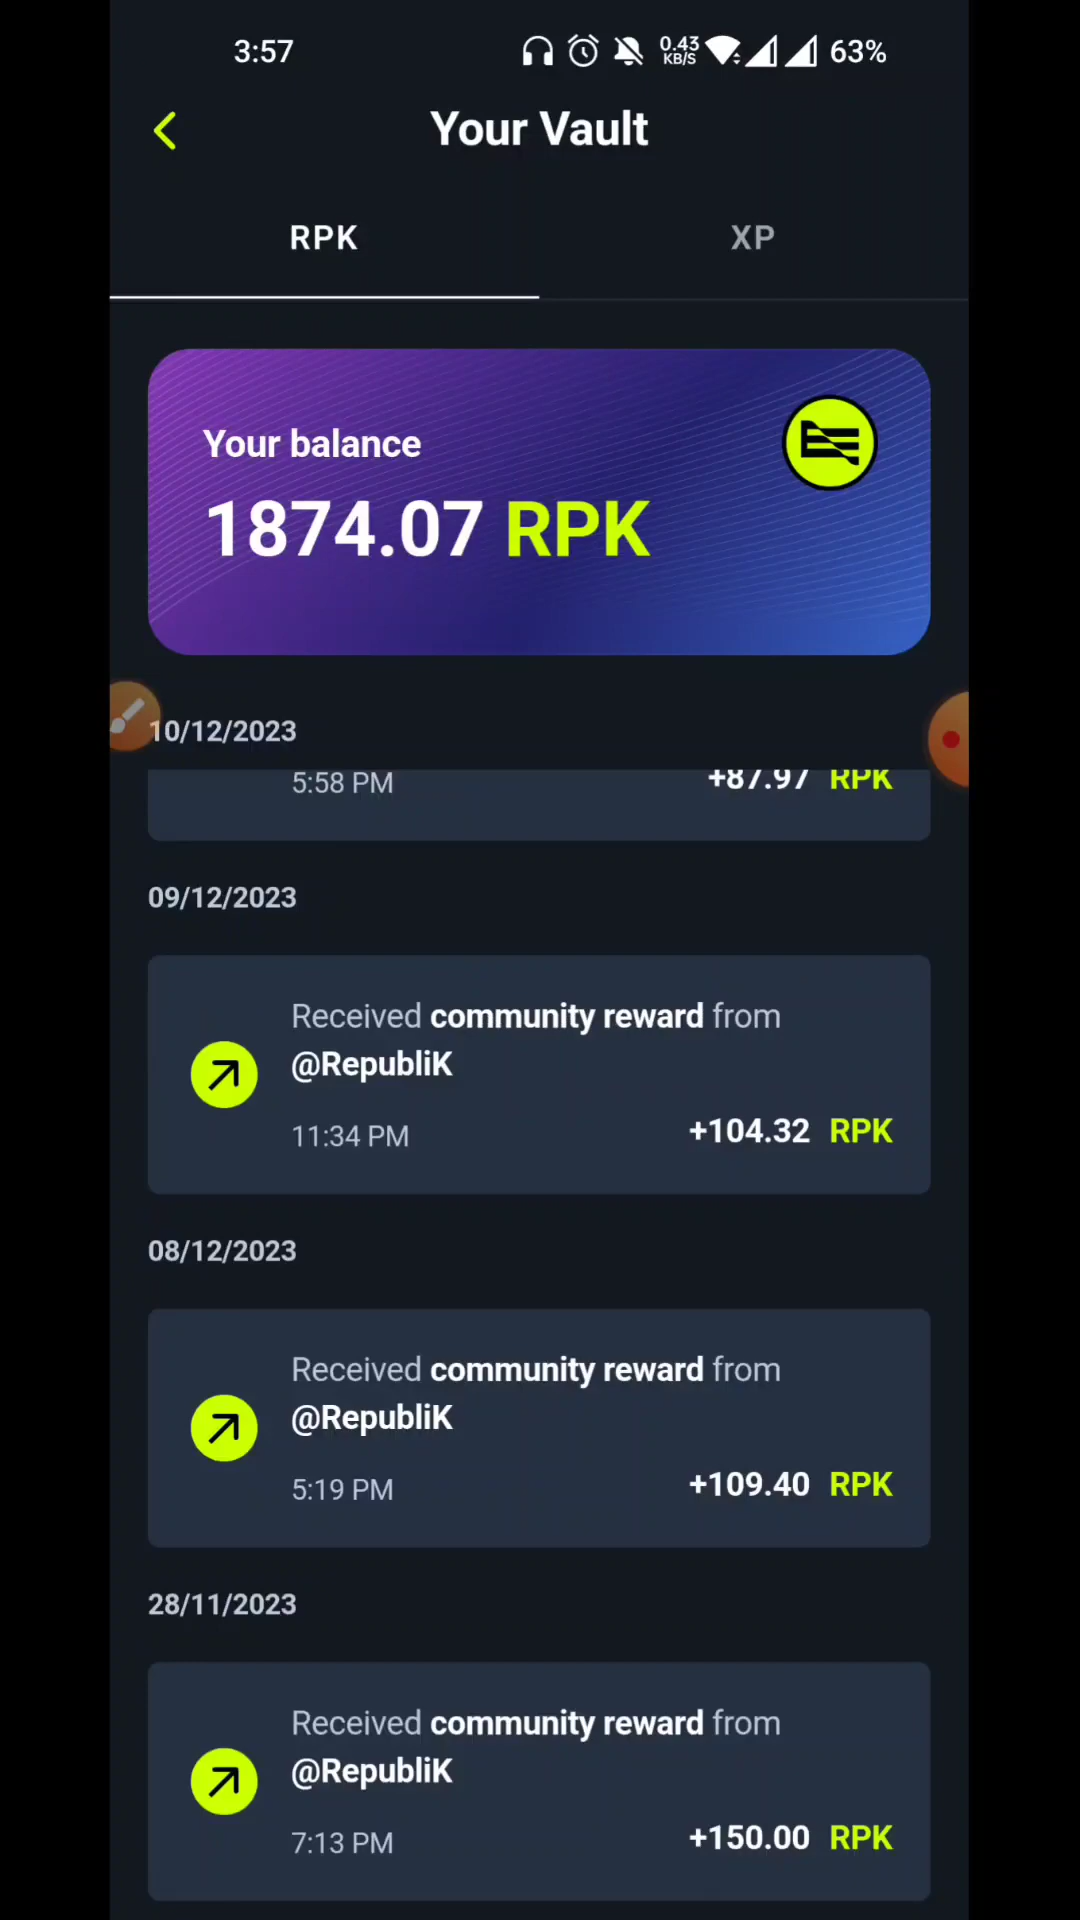 3:57 0.43 KB/S 63%
Your Vault
RPK XP
Your balance
1874.07 RPK
10/12/2023
5:58 PM +87.97 RPK
09/12/2023
Received community reward from
@RepubliK
11:34 PM +104.32 RPK
08/12/2023
Received community reward from
@RepubliK
5:19 PM +109.40 RPK
28/11/2023
Received community reward from
@RepubliK
7:13 PM +150.00 RPK